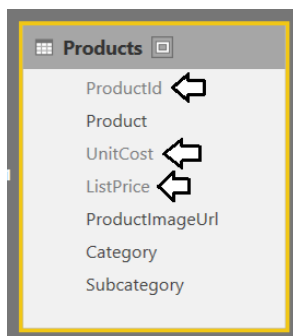 Products
ProductId
Product
UnitCost
ListPrice
ProductImageUrl
Category
Subcategory